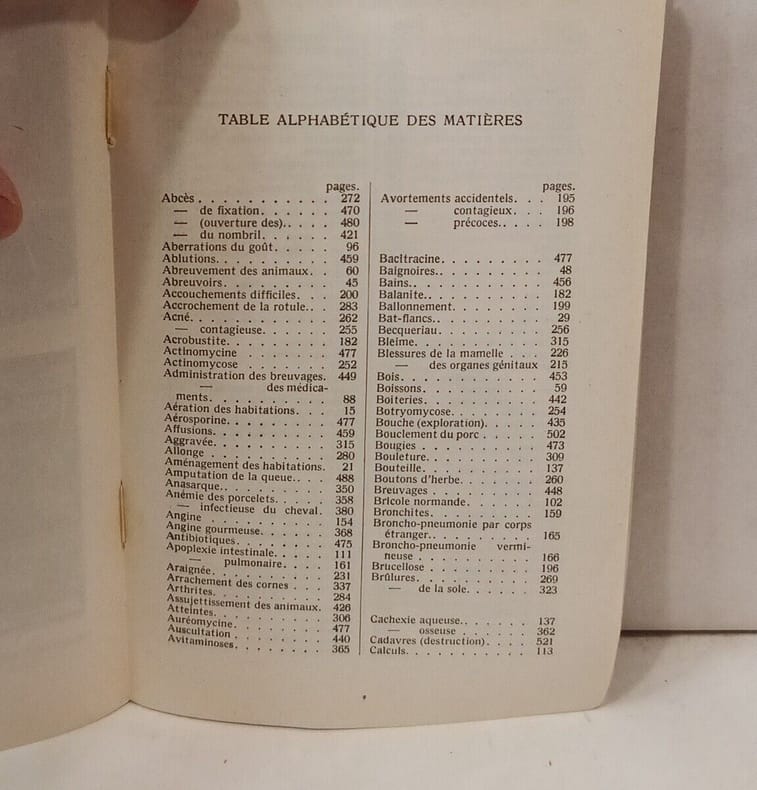 TABLE ALPHABÉTIQUE DES MATIÈRES
pages.
Abcès . . . . . . . . . . . 272
— de fixation. . . . . . 470
— (ouverture des). . . . . 480
— du nombril. . . . . . 421
Aberrations du goût. . . . . 96
Ablutions. . . . . . . . . . 459
Abreuvement des animaux. . 60
Abreuvoirs. . . . . . . . . 45
Accouchements difficiles. . . 200
Accrochement de la rotule. . . 283
Acné. . . . . . . . . . . . 262
— contagieuse. . . . . . 255
Acrobustite. . . . . . . . . 182
Actinomycine . . . . . . . 477
Actinomycose . . . . . . . 252
Administration des breuvages. 449
— des médica-
ments. . . . . . . . . . 88
Aération des habitations. . . 15
Aérosporine. . . . . . . . . 477
Affusions. . . . . . . . . . 459
Aggravée. . . . . . . . . . 315
Allonge . . . . . . . . . . 280
Aménagement des habitations. 21
Amputation de la queue. . . . 488
Anasarque. . . . . . . . . . 350
Anémie des porcelets. . . . . 358
— infectieuse du cheval. 380
Angine . . . . . . . . . . 154
Angine gourmeuse. . . . . . 368
Antibiotiques. . . . . . . . 475
Apoplexie intestinale. . . . . 111
— pulmonaire. . . . . 161
Araignée. . . . . . . . . . 231
Arrachement des cornes . . . 337
Arthrites. . . . . . . . . . 284
Assujettissement des animaux. 426
Atteintes. . . . . . . . . . 306
Auréomycine. . . . . . . . . 477
Auscultation . . . . . . . . 440
Avitaminoses. . . . . . . . 365
pages.
Avortements accidentels. . . 195
— contagieux. . . 196
— précoces. . . . 198
Bacitracine. . . . . . . . . 477
Baignoires. . . . . . . . . . 48
Bains. . . . . . . . . . . . 456
Balanite. . . . . . . . . . . 182
Ballonnement. . . . . . . . 199
Bat-flancs. . . . . . . . . . 29
Becqueriau. . . . . . . . . 256
Bleime. . . . . . . . . . . 315
Blessures de la mamelle . . . 226
— des organes génitaux 215
Bois. . . . . . . . . . . . 453
Boissons. . . . . . . . . . 59
Boiteries . . . . . . . . . . 442
Botryomycose. . . . . . . . 254
Bouche (exploration). . . . . 435
Bouclement du porc . . . . . 502
Bougies . . . . . . . . . . 473
Bouleture. . . . . . . . . . 309
Bouteille. . . . . . . . . . 137
Boutons d'herbe. . . . . . . 260
Breuvages . . . . . . . . . 448
Bricole normande. . . . . . 102
Bronchites. . . . . . . . . . 159
Broncho-pneumonie par corps
étranger. . . . . . . . . . 165
Broncho-pneumonie vermi-
neuse . . . . . . . . . . 166
Brucellose . . . . . . . . . 196
Brûlures. . . . . . . . . . 269
— de la sole. . . . . . 323
Cachexie aqueuse. . . . . . . 137
— osseuse . . . . . . 362
Cadavres (destruction). . . . 521
Calculs. . . . . . . . . . . 113